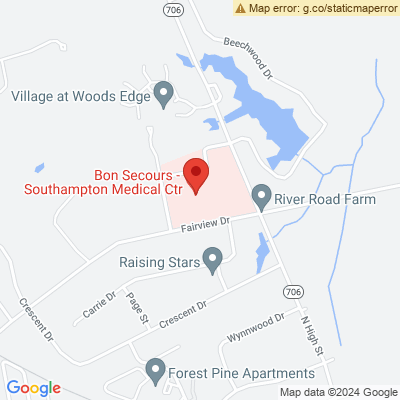 Map error: g.co/staticmaperror
706
Beechwood Dr
Village at Woods Edge
Bon Secours -
Southampton Medical Ctr
River Road Farm
Fairview Dr
Raising Stars
Crescent Dr
Carrie Dr
Page St
Crescent Dr
706
N High St
Wynnwood Dr
Forest Pine Apartments
Google
Map data ©2024 Google